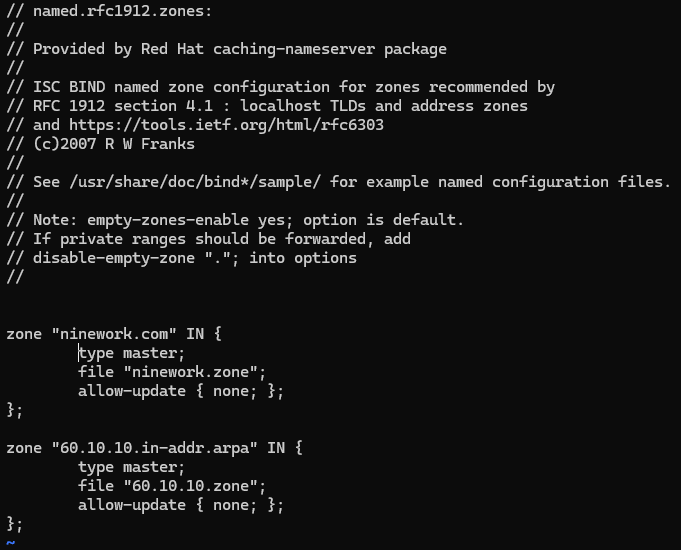 // named.rfc1912.zones:
//
// Provided by Red Hat caching-nameserver package
//
// ISC BIND named zone configuration for zones recommended by
// RFC 1912 section 4.1 : localhost TLDs and address zones
// and https://tools.ietf.org/html/rfc6303
// (c)2007 R W Franks
//
// See /usr/share/doc/bind*/sample/ for example named configuration files.
//
// Note: empty-zones-enable yes; option is default.
// If private ranges should be forwarded, add
// disable-empty-zone "."; into options
//
zone "ninework.com" IN {
        type master;
        file "ninework.zone";
        allow-update { none; };
};
zone "60.10.10.in-addr.arpa" IN {
        type master;
        file "60.10.10.zone";
        allow-update { none; };
};
~